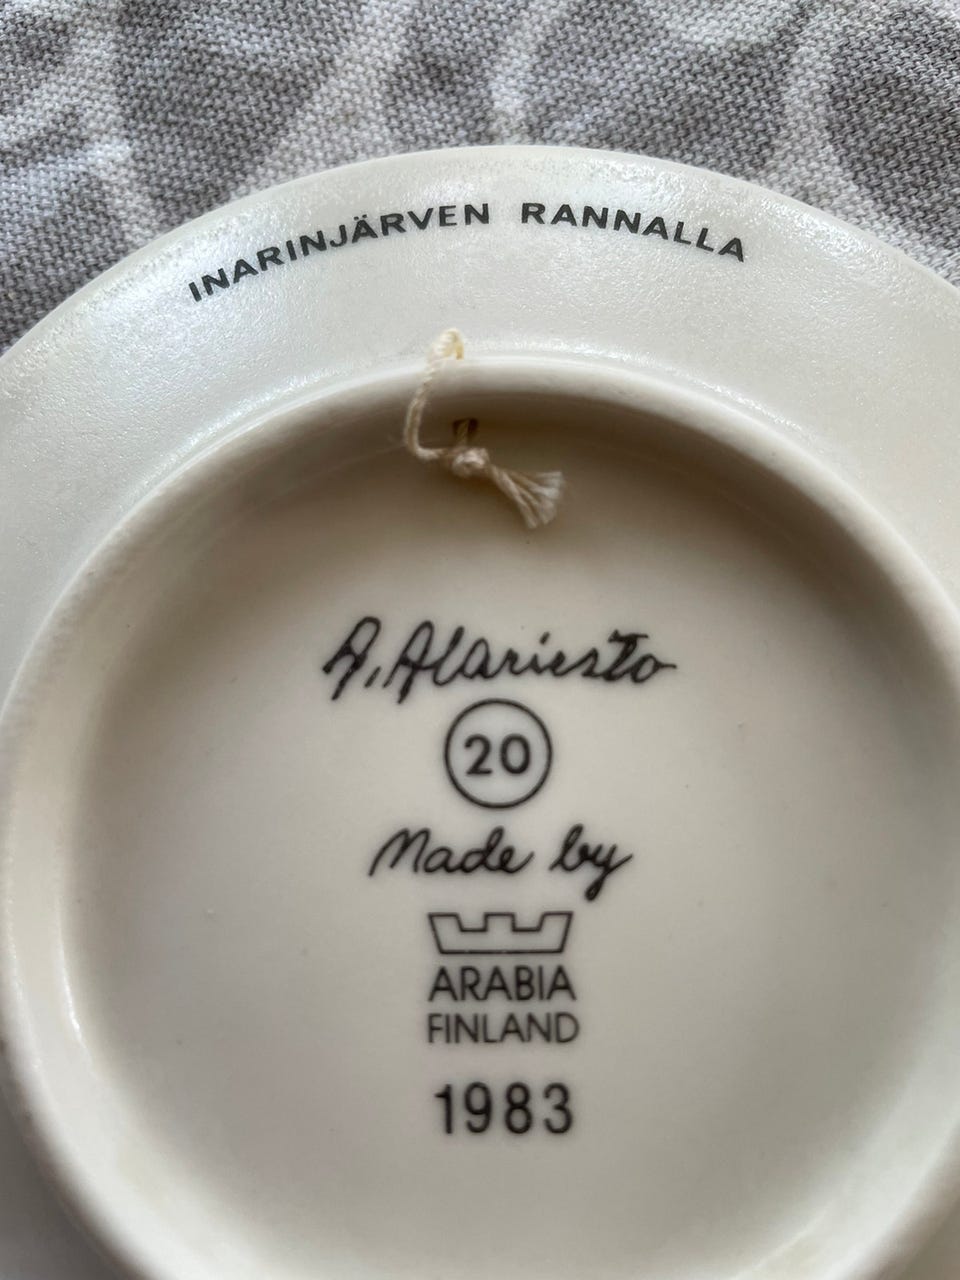 INARINJÄRVEN RANNALLA
A. Alariesto
20
Made by
ARABIA
FINLAND
1983